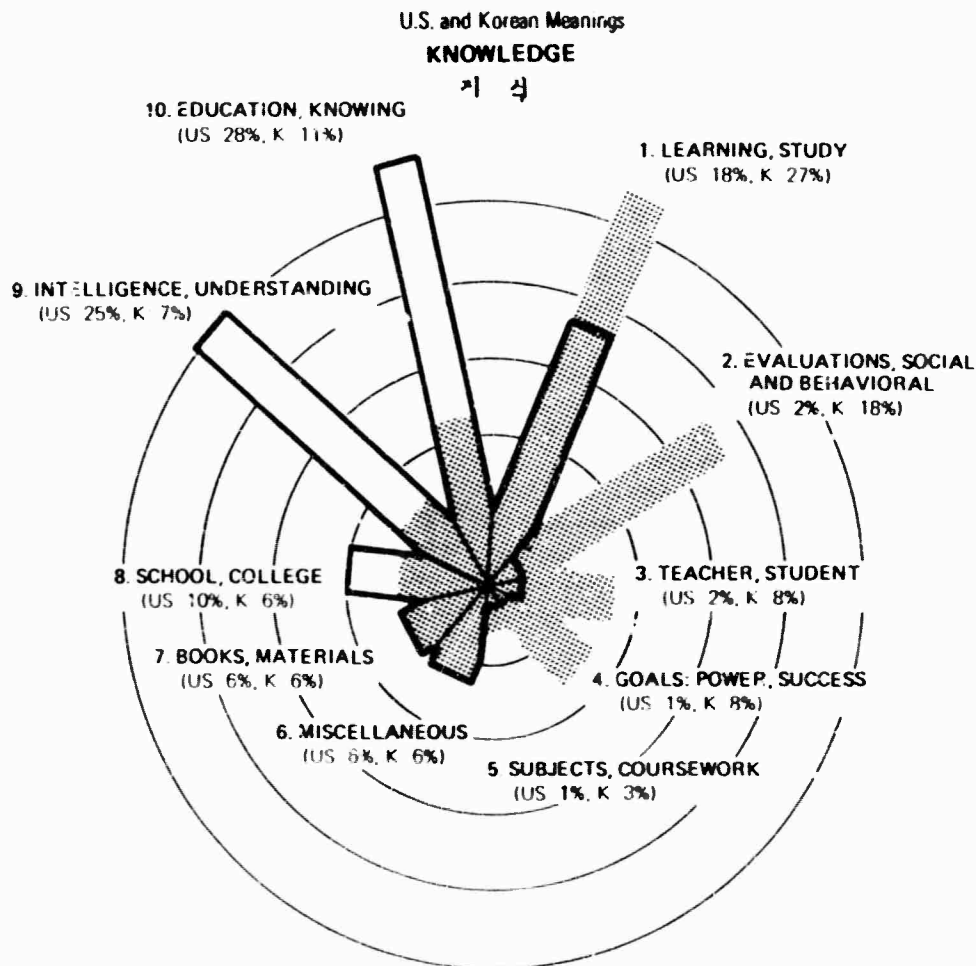 U.S. and Korean Meanings
KNOWLEDGE
지 식
10. EDUCATION, KNOWING
(US 28%, K 11%)
1. LEARNING, STUDY
(US 18%, K 27%)
9. INTELLIGENCE, UNDERSTANDING
(US 25%, K 7%)
2. EVALUATIONS, SOCIAL
AND BEHAVIORAL
(US 2%, K 18%)
8. SCHOOL, COLLEGE
(US 10%, K 6%)
3. TEACHER, STUDENT
(US 2%, K 8%)
7. BOOKS, MATERIALS
(US 6%, K 6%)
4. GOALS: POWER, SUCCESS
(US 1%, K 8%)
6. MISCELLANEOUS
(US 6%, K 6%)
5. SUBJECTS, COURSEWORK
(US 1%, K 3%)